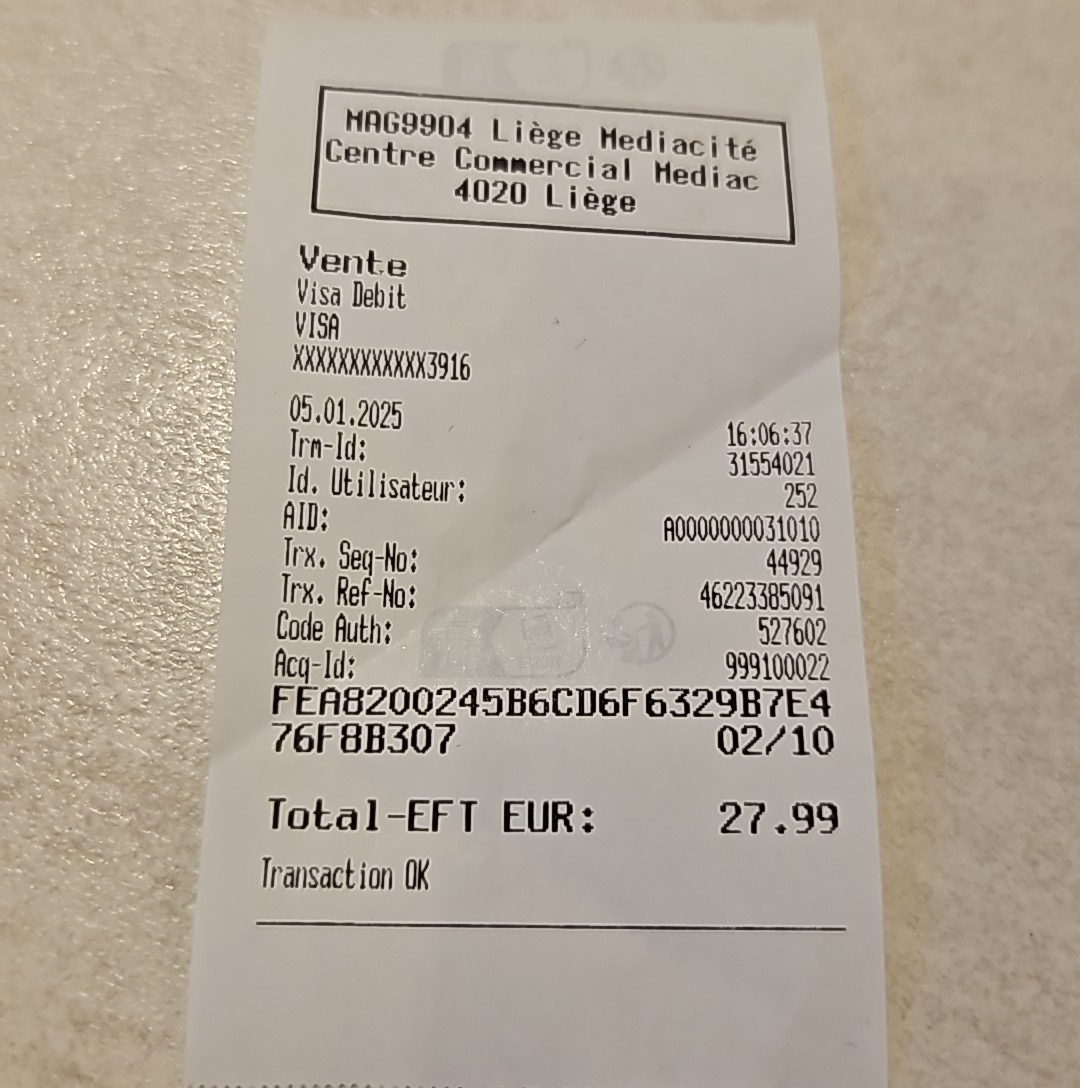 MAG9904 Liège Mediacité
Centre Commercial Mediac
4020 Liège
Vente
Visa Debit
VISA
XXXXXXXXXXXX3916
05.01.2025 16:06:37
Trm-Id: 31554021
Id. Utilisateur: 252
AID: A0000000031010
Trx. Seq-No: 44929
Trx. Ref-No: 46223385091
Code Auth: 527602
Acq-Id: 999100022
FEA8200245B6CD6F6329B7E4
76F8B307 02/10
Total-EFT EUR: 27.99
Transaction OK